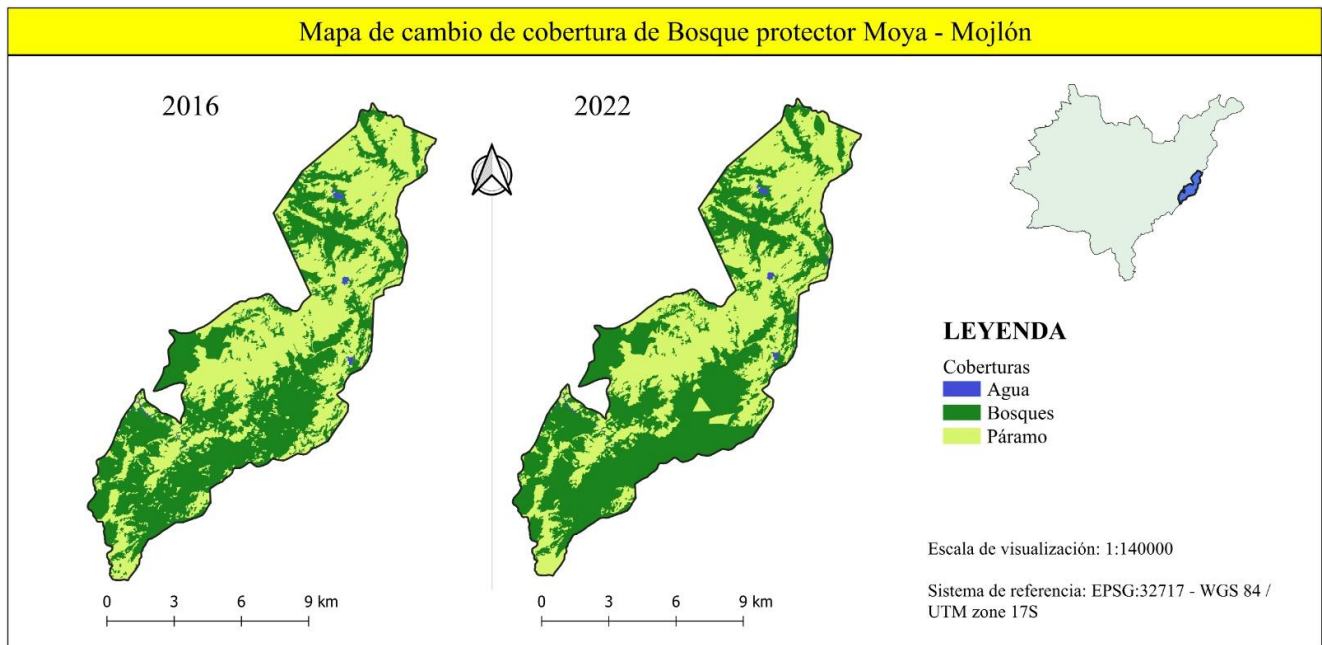 Mapa de cambio de cobertura de Bosque protector Moya - Mojlón
2016
2022
0 3 6 9 km
0 3 6 9 km
LEYENDA
Coberturas
Agua
Bosques
Páramo
Escala de visualización: 1:140000
Sistema de referencia: EPSG:32717 - WGS 84 /
UTM zone 17S